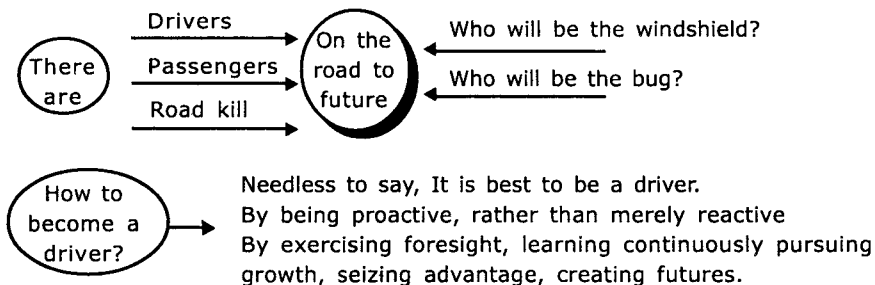 There
are
Drivers
Passengers
Road kill
On the
road to
future
Who will be the windshield?
Who will be the bug?
How to
become a
driver?
Needless to say, It is best to be a driver.
By being proactive, rather than merely reactive
By exercising foresight, learning continuously pursuing
growth, seizing advantage, creating futures.